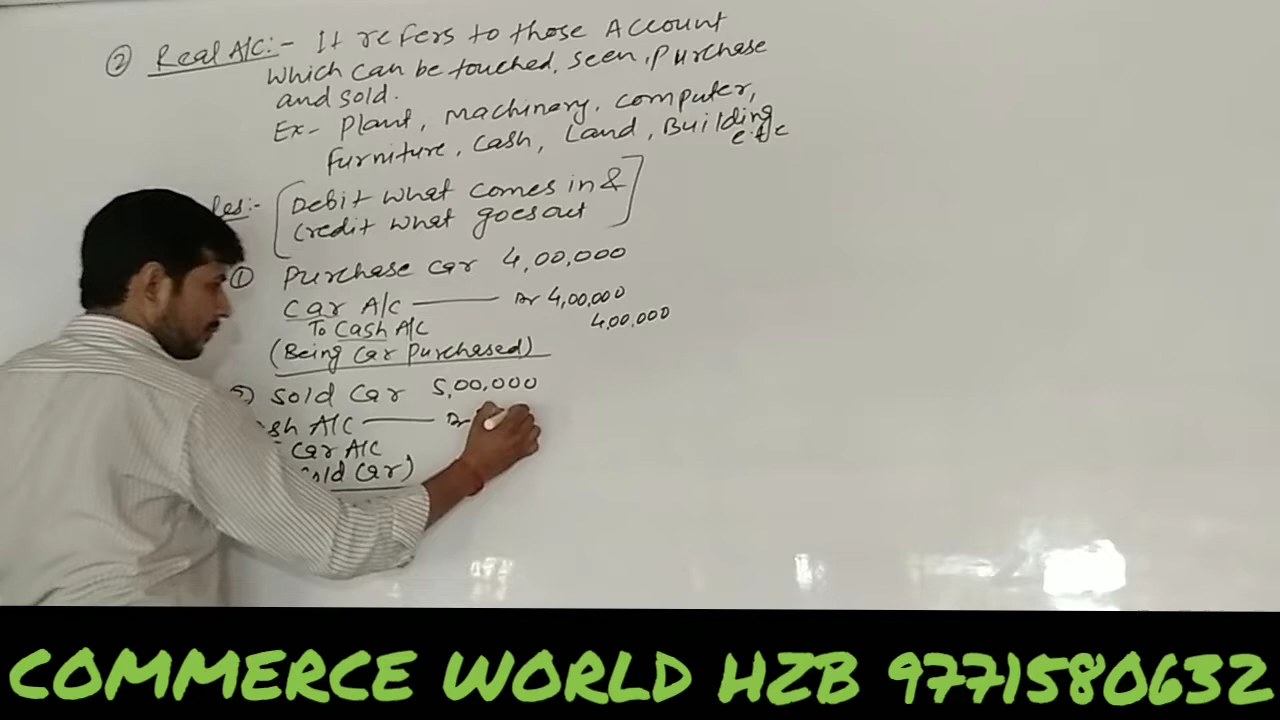 ② Real A/C:- It refers to those Account
which can be touched, seen, purchase
and sold.
Ex- Plant, Machinery, computer,
furniture, cash, Land, Building
etc
:- [Debit what comes in &
Credit what goes out]
① Purchase car 4,00,000
Car A/C ——— Dr 4,00,000
To Cash A/C 4,00,000
(Being Car Purchased)
Sold Car 5,00,000
A/C ——— Dr
Car A/C
Car)
COMMERCE WORLD HZB 9771580632